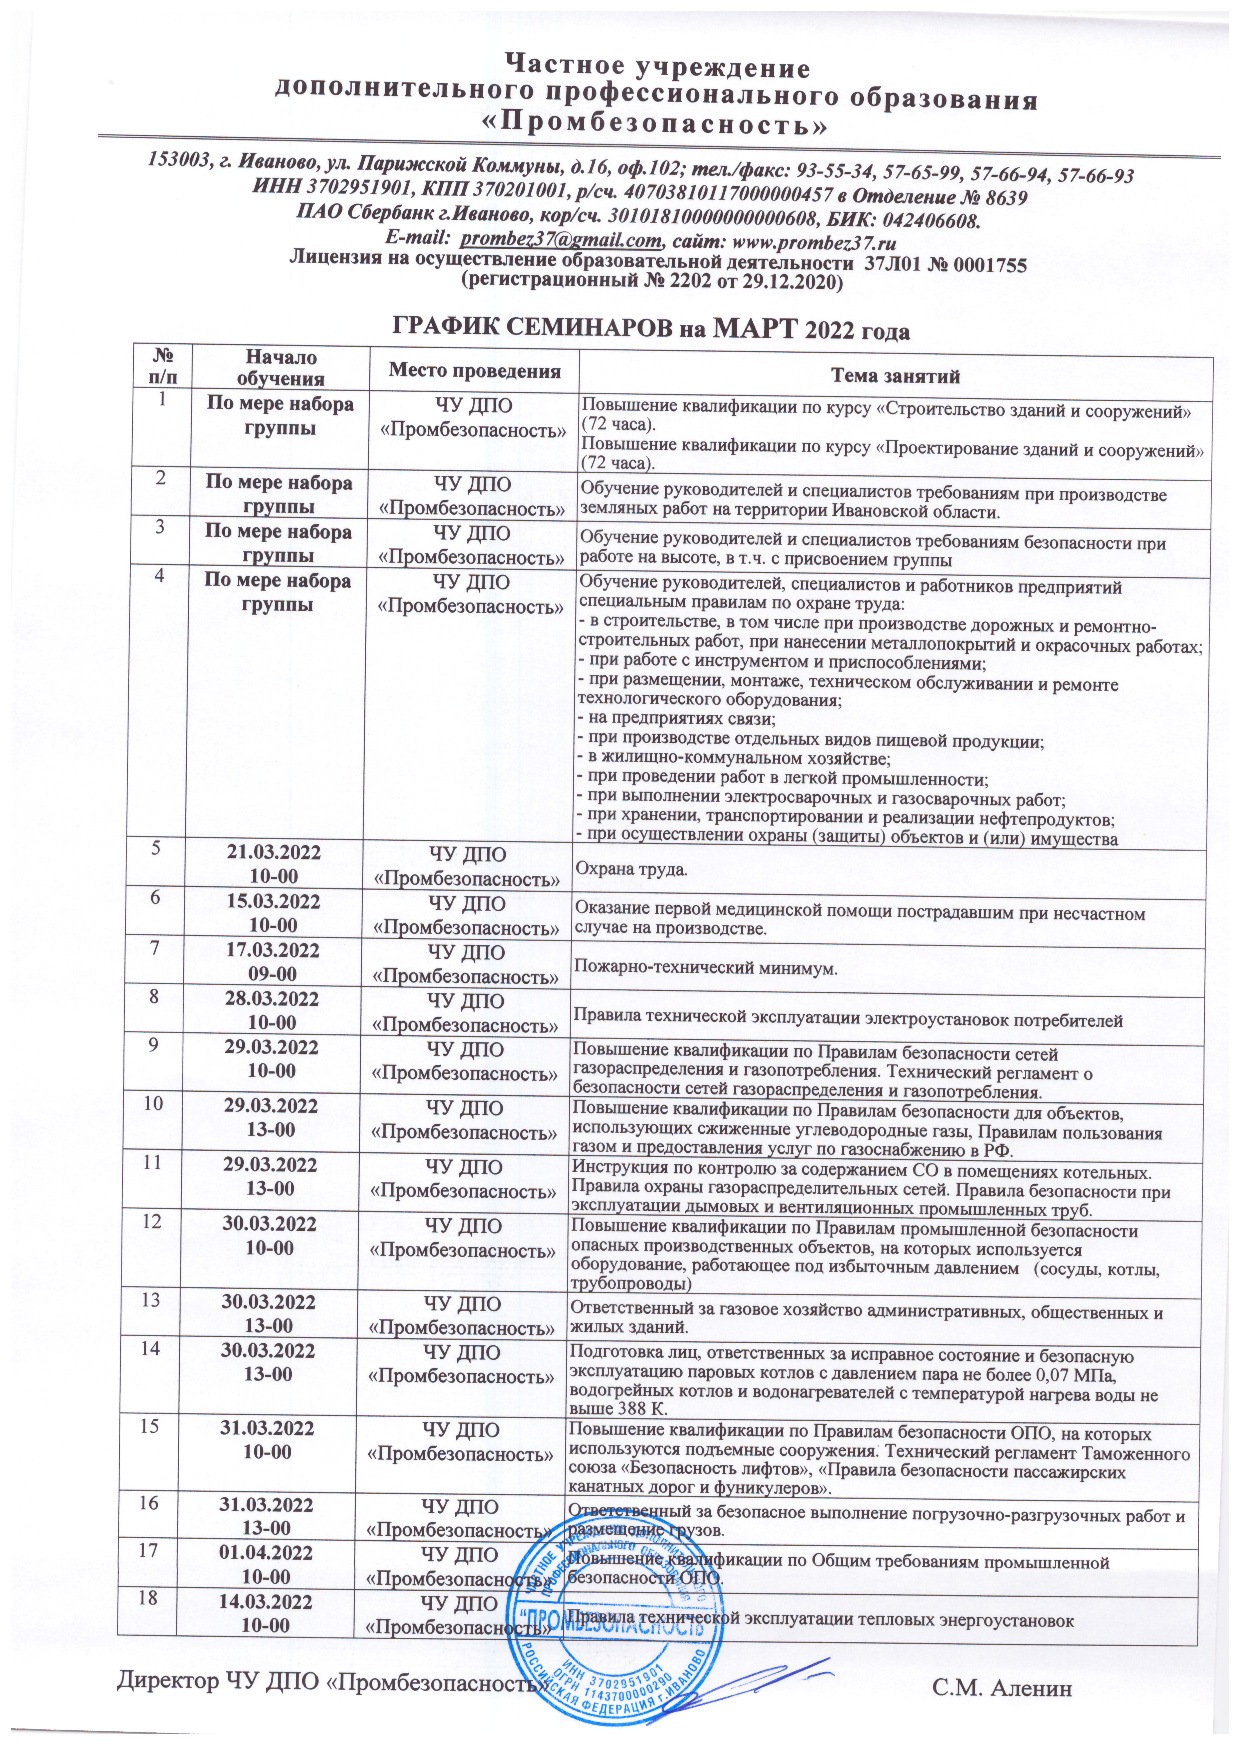 Частное учреждение
дополнительного профессионального образования
«Промбезопасность»
153003, г. Иваново, ул. Парижской Коммуны, д.16, оф.102; тел./факс: 93-55-34, 57-65-99, 57-66-94, 57-66-93
ИНН 3702951901, КПП 370201001, р/сч. 40703810117000000457 в Отделение № 8639
ПАО Сбербанк г.Иваново, кор/сч. 30101810000000000608, БИК: 042406608.
E-mail: prombez37@gmail.com, сайт: www.prombez37.ru
Лицензия на осуществление образовательной деятельности 37Л01 № 0001755
(регистрационный № 2202 от 29.12.2020)
ГРАФИК СЕМИНАРОВ на МАРТ 2022 года
№
п/п
Начало
обучения
Место проведения
Тема занятий
1
По мере набора
группы
ЧУ ДПО
«Промбезопасность»
Повышение квалификации по курсу «Строительство зданий и сооружений»
(72 часа).
Повышение квалификации по курсу «Проектирование зданий и сооружений»
(72 часа).
2
По мере набора
группы
ЧУ ДПО
«Промбезопасность»
Обучение руководителей и специалистов требованиям при производстве
земляных работ на территории Ивановской области.
3
По мере набора
группы
ЧУ ДПО
«Промбезопасность»
Обучение руководителей и специалистов требованиям безопасности при
работе на высоте, в т.ч. с присвоением группы
4
По мере набора
группы
ЧУ ДПО
«Промбезопасность»
Обучение руководителей, специалистов и работников предприятий
специальным правилам по охране труда:
- в строительстве, в том числе при производстве дорожных и ремонтно-
строительных работ, при нанесении металлопокрытий и окрасочных работах;
- при работе с инструментом и приспособлениями;
- при размещении, монтаже, техническом обслуживании и ремонте
технологического оборудования;
- на предприятиях связи;
- при производстве отдельных видов пищевой продукции;
- в жилищно-коммунальном хозяйстве;
- при проведении работ в легкой промышленности;
- при выполнении электросварочных и газосварочных работ;
- при хранении, транспортировании и реализации нефтепродуктов;
- при осуществлении охраны (защиты) объектов и (или) имущества
5
21.03.2022
10-00
ЧУ ДПО
«Промбезопасность»
Охрана труда.
6
15.03.2022
10-00
ЧУ ДПО
«Промбезопасность»
Оказание первой медицинской помощи пострадавшим при несчастном
случае на производстве.
7
17.03.2022
09-00
ЧУ ДПО
«Промбезопасность»
Пожарно-технический минимум.
8
28.03.2022
10-00
ЧУ ДПО
«Промбезопасность»
Правила технической эксплуатации электроустановок потребителей
9
29.03.2022
10-00
ЧУ ДПО
«Промбезопасность»
Повышение квалификации по Правилам безопасности сетей
газораспределения и газопотребления. Технический регламент о
безопасности сетей газораспределения и газопотребления.
10
29.03.2022
13-00
ЧУ ДПО
«Промбезопасность»
Повышение квалификации по Правилам безопасности для объектов,
использующих сжиженные углеводородные газы, Правилам пользования
газом и предоставления услуг по газоснабжению в РФ.
11
29.03.2022
13-00
ЧУ ДПО
«Промбезопасность»
Инструкция по контролю за содержанием СО в помещениях котельных.
Правила охраны газораспределительных сетей. Правила безопасности при
эксплуатации дымовых и вентиляционных промышленных труб.
12
30.03.2022
10-00
ЧУ ДПО
«Промбезопасность»
Повышение квалификации по Правилам промышленной безопасности
опасных производственных объектов, на которых используется
оборудование, работающее под избыточным давлением (сосуды, котлы,
трубопроводы)
13
30.03.2022
13-00
ЧУ ДПО
«Промбезопасность»
Ответственный за газовое хозяйство административных, общественных и
жилых зданий.
14
30.03.2022
13-00
ЧУ ДПО
«Промбезопасность»
Подготовка лиц, ответственных за исправное состояние и безопасную
эксплуатацию паровых котлов с давлением пара не более 0,07 МПа,
водогрейных котлов и водонагревателей с температурой нагрева воды не
выше 388 К.
15
31.03.2022
10-00
ЧУ ДПО
«Промбезопасность»
Повышение квалификации по Правилам безопасности ОПО, на которых
используются подъемные сооружения. Технический регламент Таможенного
союза «Безопасность лифтов», «Правила безопасности пассажирских
канатных дорог и фуникулеров».
16
31.03.2022
13-00
ЧУ ДПО
«Промбезопасность»
Ответственный за безопасное выполнение погрузочно-разгрузочных работ и
размещение грузов.
17
01.04.2022
10-00
ЧУ ДПО
«Промбезопасность»
Повышение квалификации по Общим требованиям промышленной
безопасности ОПО.
18
14.03.2022
10-00
ЧУ ДПО
«Промбезопасность»
Правила технической эксплуатации тепловых энергоустановок
ЧАСТНОЕ УЧРЕЖДЕНИЕ ДОПОЛНИТЕЛЬНОГО
ПРОФЕССИОНАЛЬНОГО ОБРАЗОВАНИЯ
"ПРОМБЕЗОПАСНОСТЬ
ИНН 3702951901
ОГРН 1143700000290
РОССИЙСКАЯ ФЕДЕРАЦИЯ г.ИВАНОВО
Директор ЧУ ДПО «Промбезопасность»
С.М. Аленин